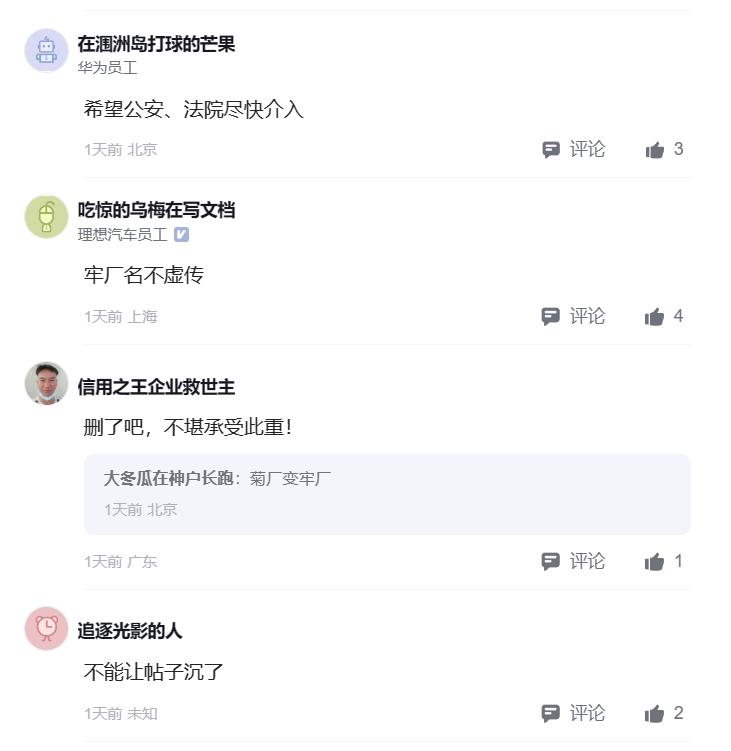 在涠洲岛打球的芒果
华为员工
希望公安、法院尽快介入
1天前 北京 评论 3
吃惊的乌梅在写文档
理想汽车员工
牢厂名不虚传
1天前 上海 评论 4
信用之王企业救世主
删了吧，不堪承受此重！
大冬瓜在神户长跑：菊厂变牢厂
1天前 北京
1天前 广东 评论 1
追逐光影的人
不能让帖子沉了
1天前 未知 评论 2